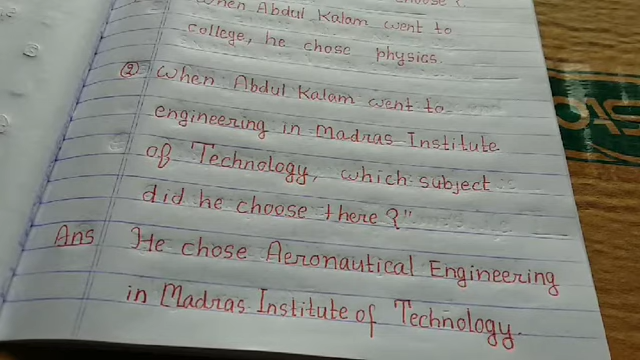 When Abdul Kalam went to
college, he chose physics.
② When Abdul Kalam went to
engineering in Madras Institute
of Technology, which subject
did he choose there ?"
Ans He chose Aeronautical Engineering
in Madras Institute of Technology.